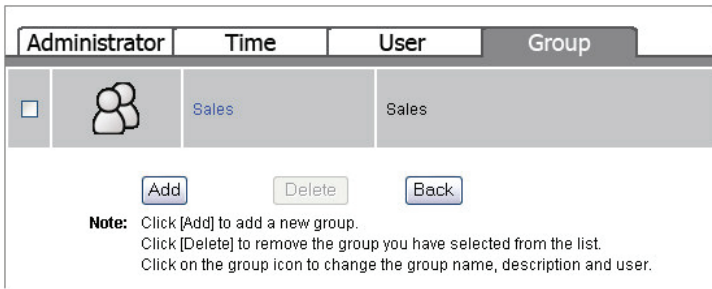 Administrator Time User Group
Sales Sales
Add Delete Back
Note: Click [Add] to add a new group.
Click [Delete] to remove the group you have selected from the list.
Click on the group icon to change the group name, description and user.